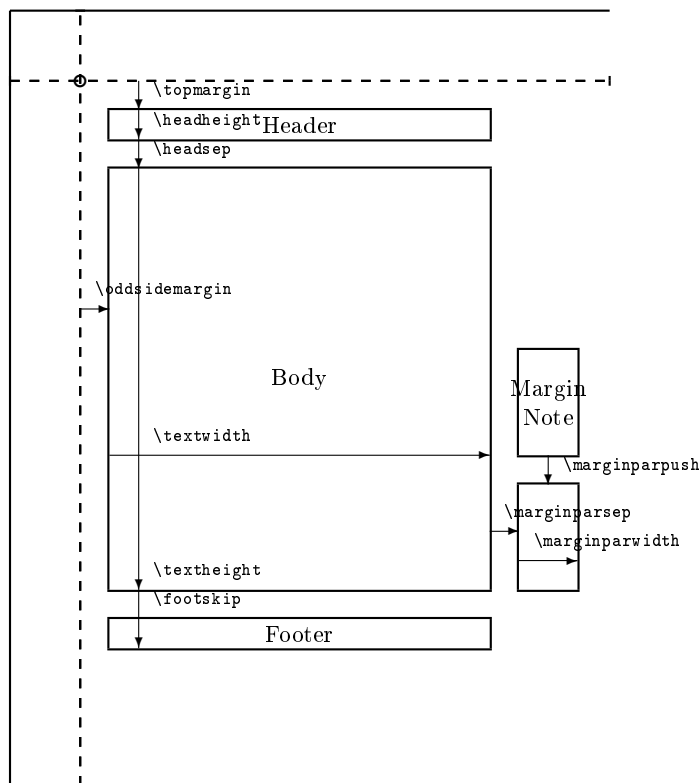 \topmargin
\headheight
Header
\headsep
\oddsidemargin
Body
Margin
Note
\textwidth
\marginparpush
\marginparsep
\marginparwidth
\textheight
\footskip
Footer